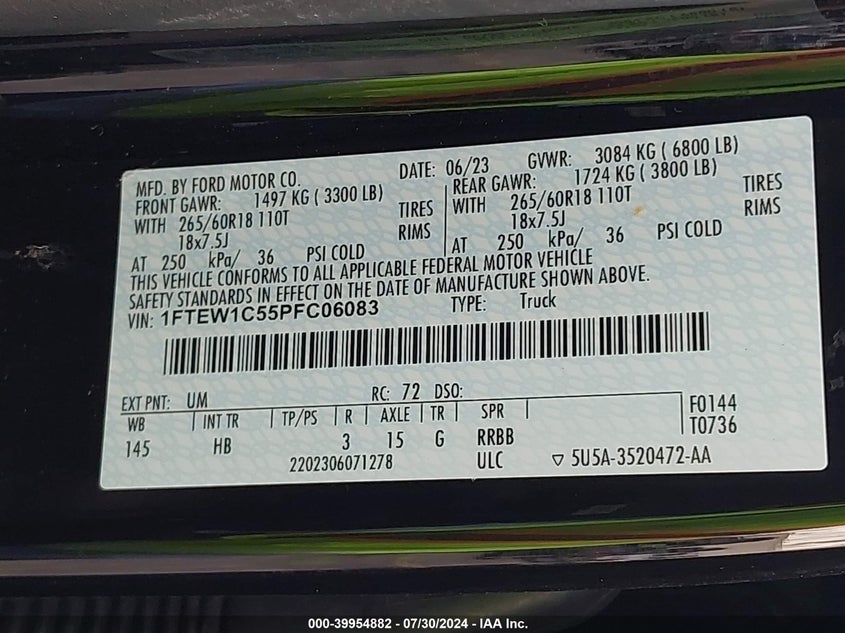 MFD. BY FORD MOTOR CO. DATE: 06/23 GVWR: 3084 KG ( 6800 LB)
FRONT GAWR: 1497 KG ( 3300 LB) REAR GAWR: 1724 KG ( 3800 LB)
WITH 265/60R18 110T TIRES WITH 265/60R18 110T TIRES
18x7.5J RIMS 18x7.5J RIMS
AT 250 kPa/ 36 PSI COLD AT 250 kPa/ 36 PSI COLD
THIS VEHICLE CONFORMS TO ALL APPLICABLE FEDERAL MOTOR VEHICLE
SAFETY STANDARDS IN EFFECT ON THE DATE OF MANUFACTURE SHOWN ABOVE.
VIN: 1FTEW1C55PFC06083 TYPE: Truck
EXT PNT: UM RC: 72 DSO:
WB INT TR TP/PS R AXLE TR SPR F0144
145 HB 3 15 G RRBB T0736
2202306071278 ULC ▽ 5U5A-3520472-AA
000-39954882 / 07/30/2024 - IAA Inc.